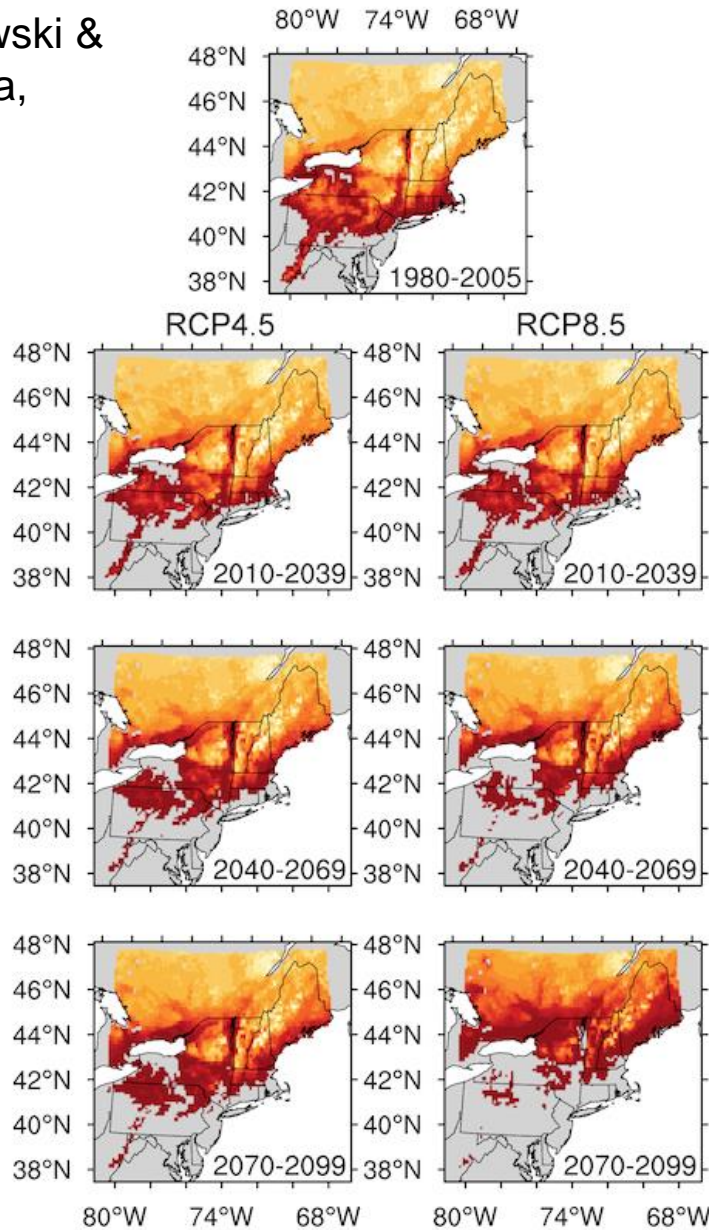 wski &
a,
80°W 74°W 68°W
48°N
46°N
44°N
42°N
40°N
38°N
1980-2005
RCP4.5 RCP8.5
48°N 48°N
46°N 46°N
44°N 44°N
42°N 42°N
40°N 40°N
38°N 38°N
2010-2039 2010-2039
48°N 48°N
46°N 46°N
44°N 44°N
42°N 42°N
40°N 40°N
38°N 38°N
2040-2069 2040-2069
48°N 48°N
46°N 46°N
44°N 44°N
42°N 42°N
40°N 40°N
38°N 38°N
2070-2099 2070-2099
80°W 74°W 68°W 80°W 74°W 68°W